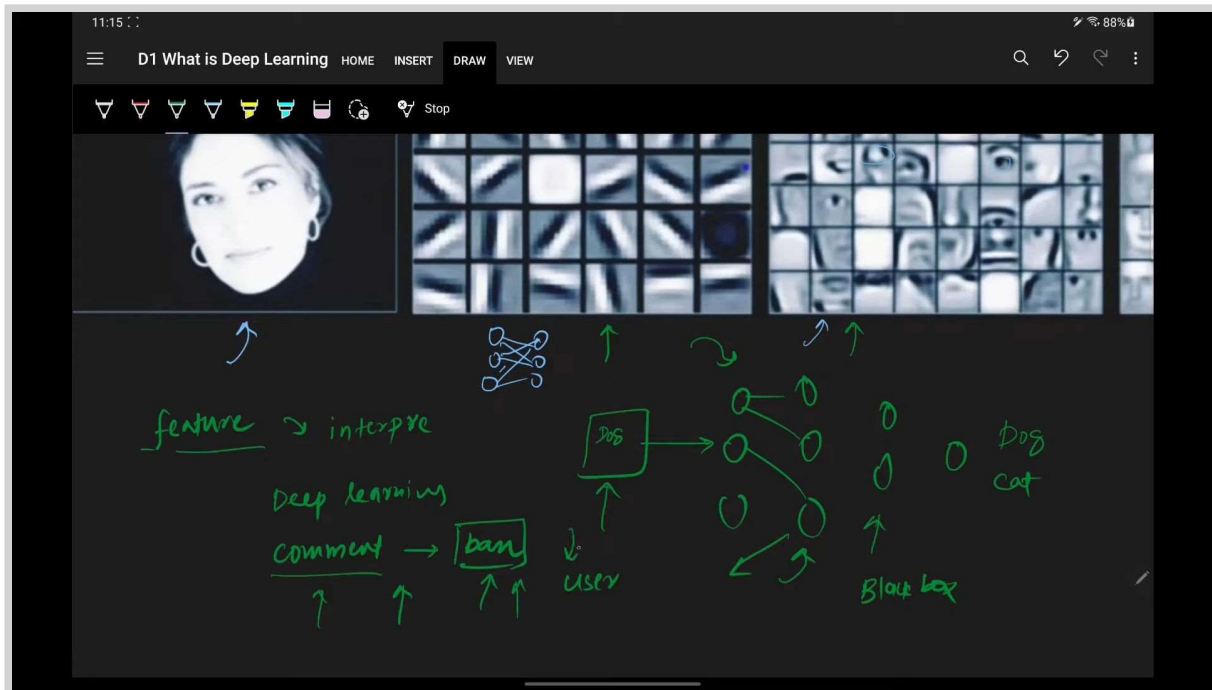 11:15
88%
D1 What is Deep Learning HOME INSERT DRAW VIEW
Stop
feature → interpre
Dog
Dog
cat
Deep learning
comment → ban
user
Black box